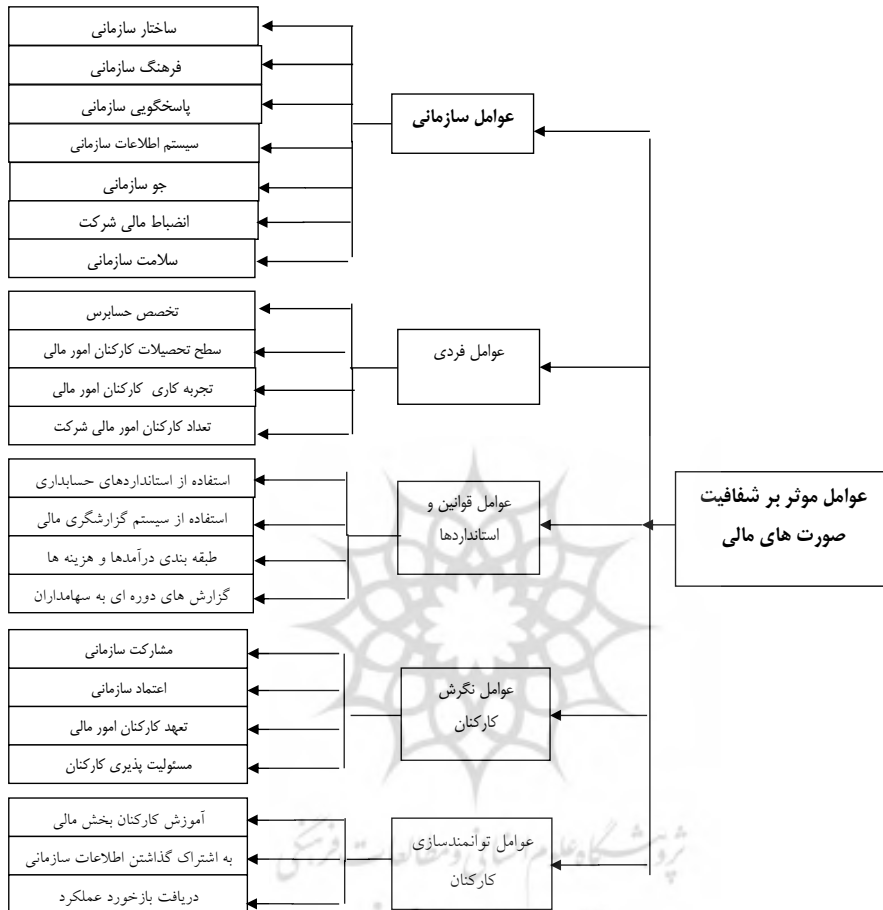 عوامل موثر بر شفافیت
صورت های مالی
عوامل سازمانی
ساختار سازمانی
فرهنگ سازمانی
پاسخگویی سازمانی
سیستم اطلاعات سازمانی
جو سازمانی
انضباط مالی شرکت
سلامت سازمانی
عوامل فردی
تخصص حسابرس
سطح تحصیلات کارکنان امور مالی
تجربه کاری کارکنان امور مالی
تعداد کارکنان امور مالی شرکت
عوامل قوانین و
استانداردها
استفاده از استانداردهای حسابداری
استفاده از سیستم گزارشگری مالی
طبقه بندی درآمدها و هزینه ها
گزارش های دوره ای به سهامداران
عوامل نگرش
کارکنان
مشارکت سازمانی
اعتماد سازمانی
تعهد کارکنان امور مالی
مسئولیت پذیری کارکنان
عوامل توانمندسازی
کارکنان
آموزش کارکنان بخش مالی
به اشتراک گذاشتن اطلاعات سازمانی
دریافت بازخورد عملکرد
پژوهشگاه علوم انسانی و مطالعات فرهنگی